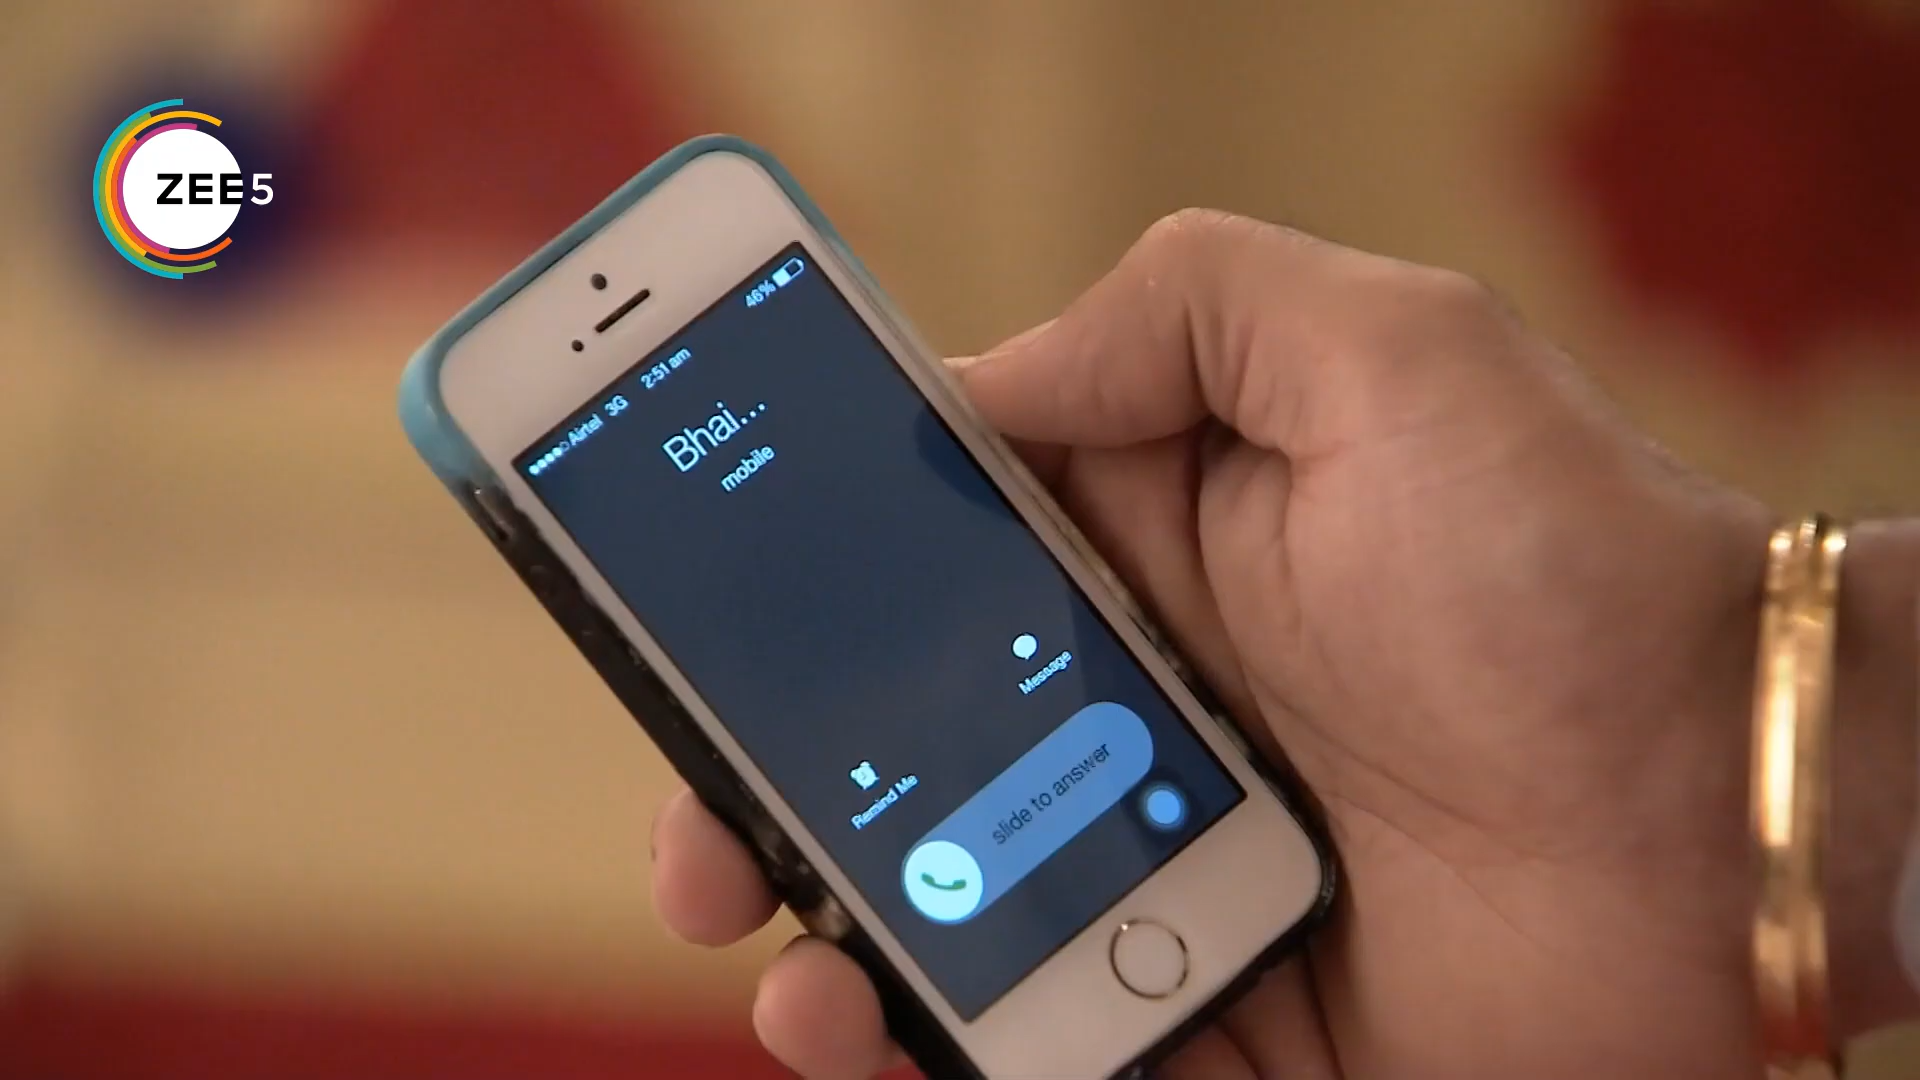 ZEE5
46%
Airtel 3G 2:51 am
Bhai...
mobile
Message
Remind Me
slide to answer